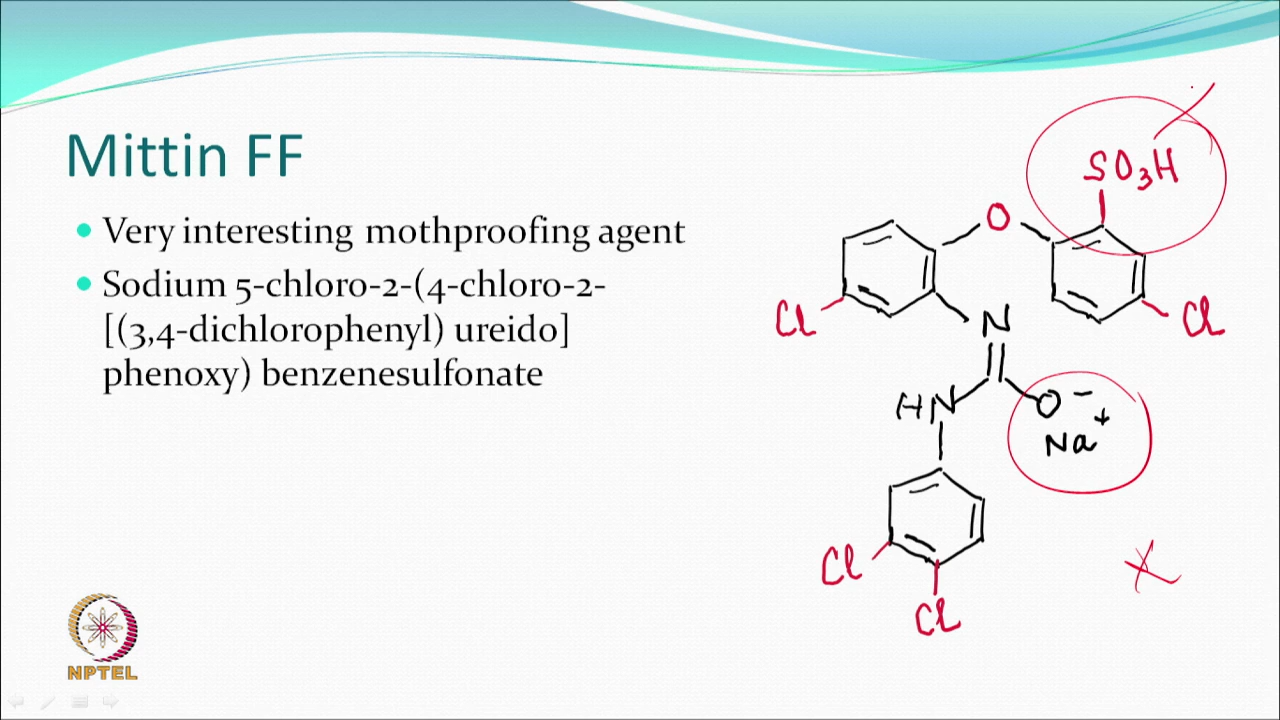 Mittin FF
Very interesting mothproofing agent
Sodium 5-chloro-2-(4-chloro-2-
[(3,4-dichlorophenyl) ureido]
phenoxy) benzenesulfonate
SO3H
O
Cl
N
Cl
HN
O−
Na+
Cl
Cl
NPTEL